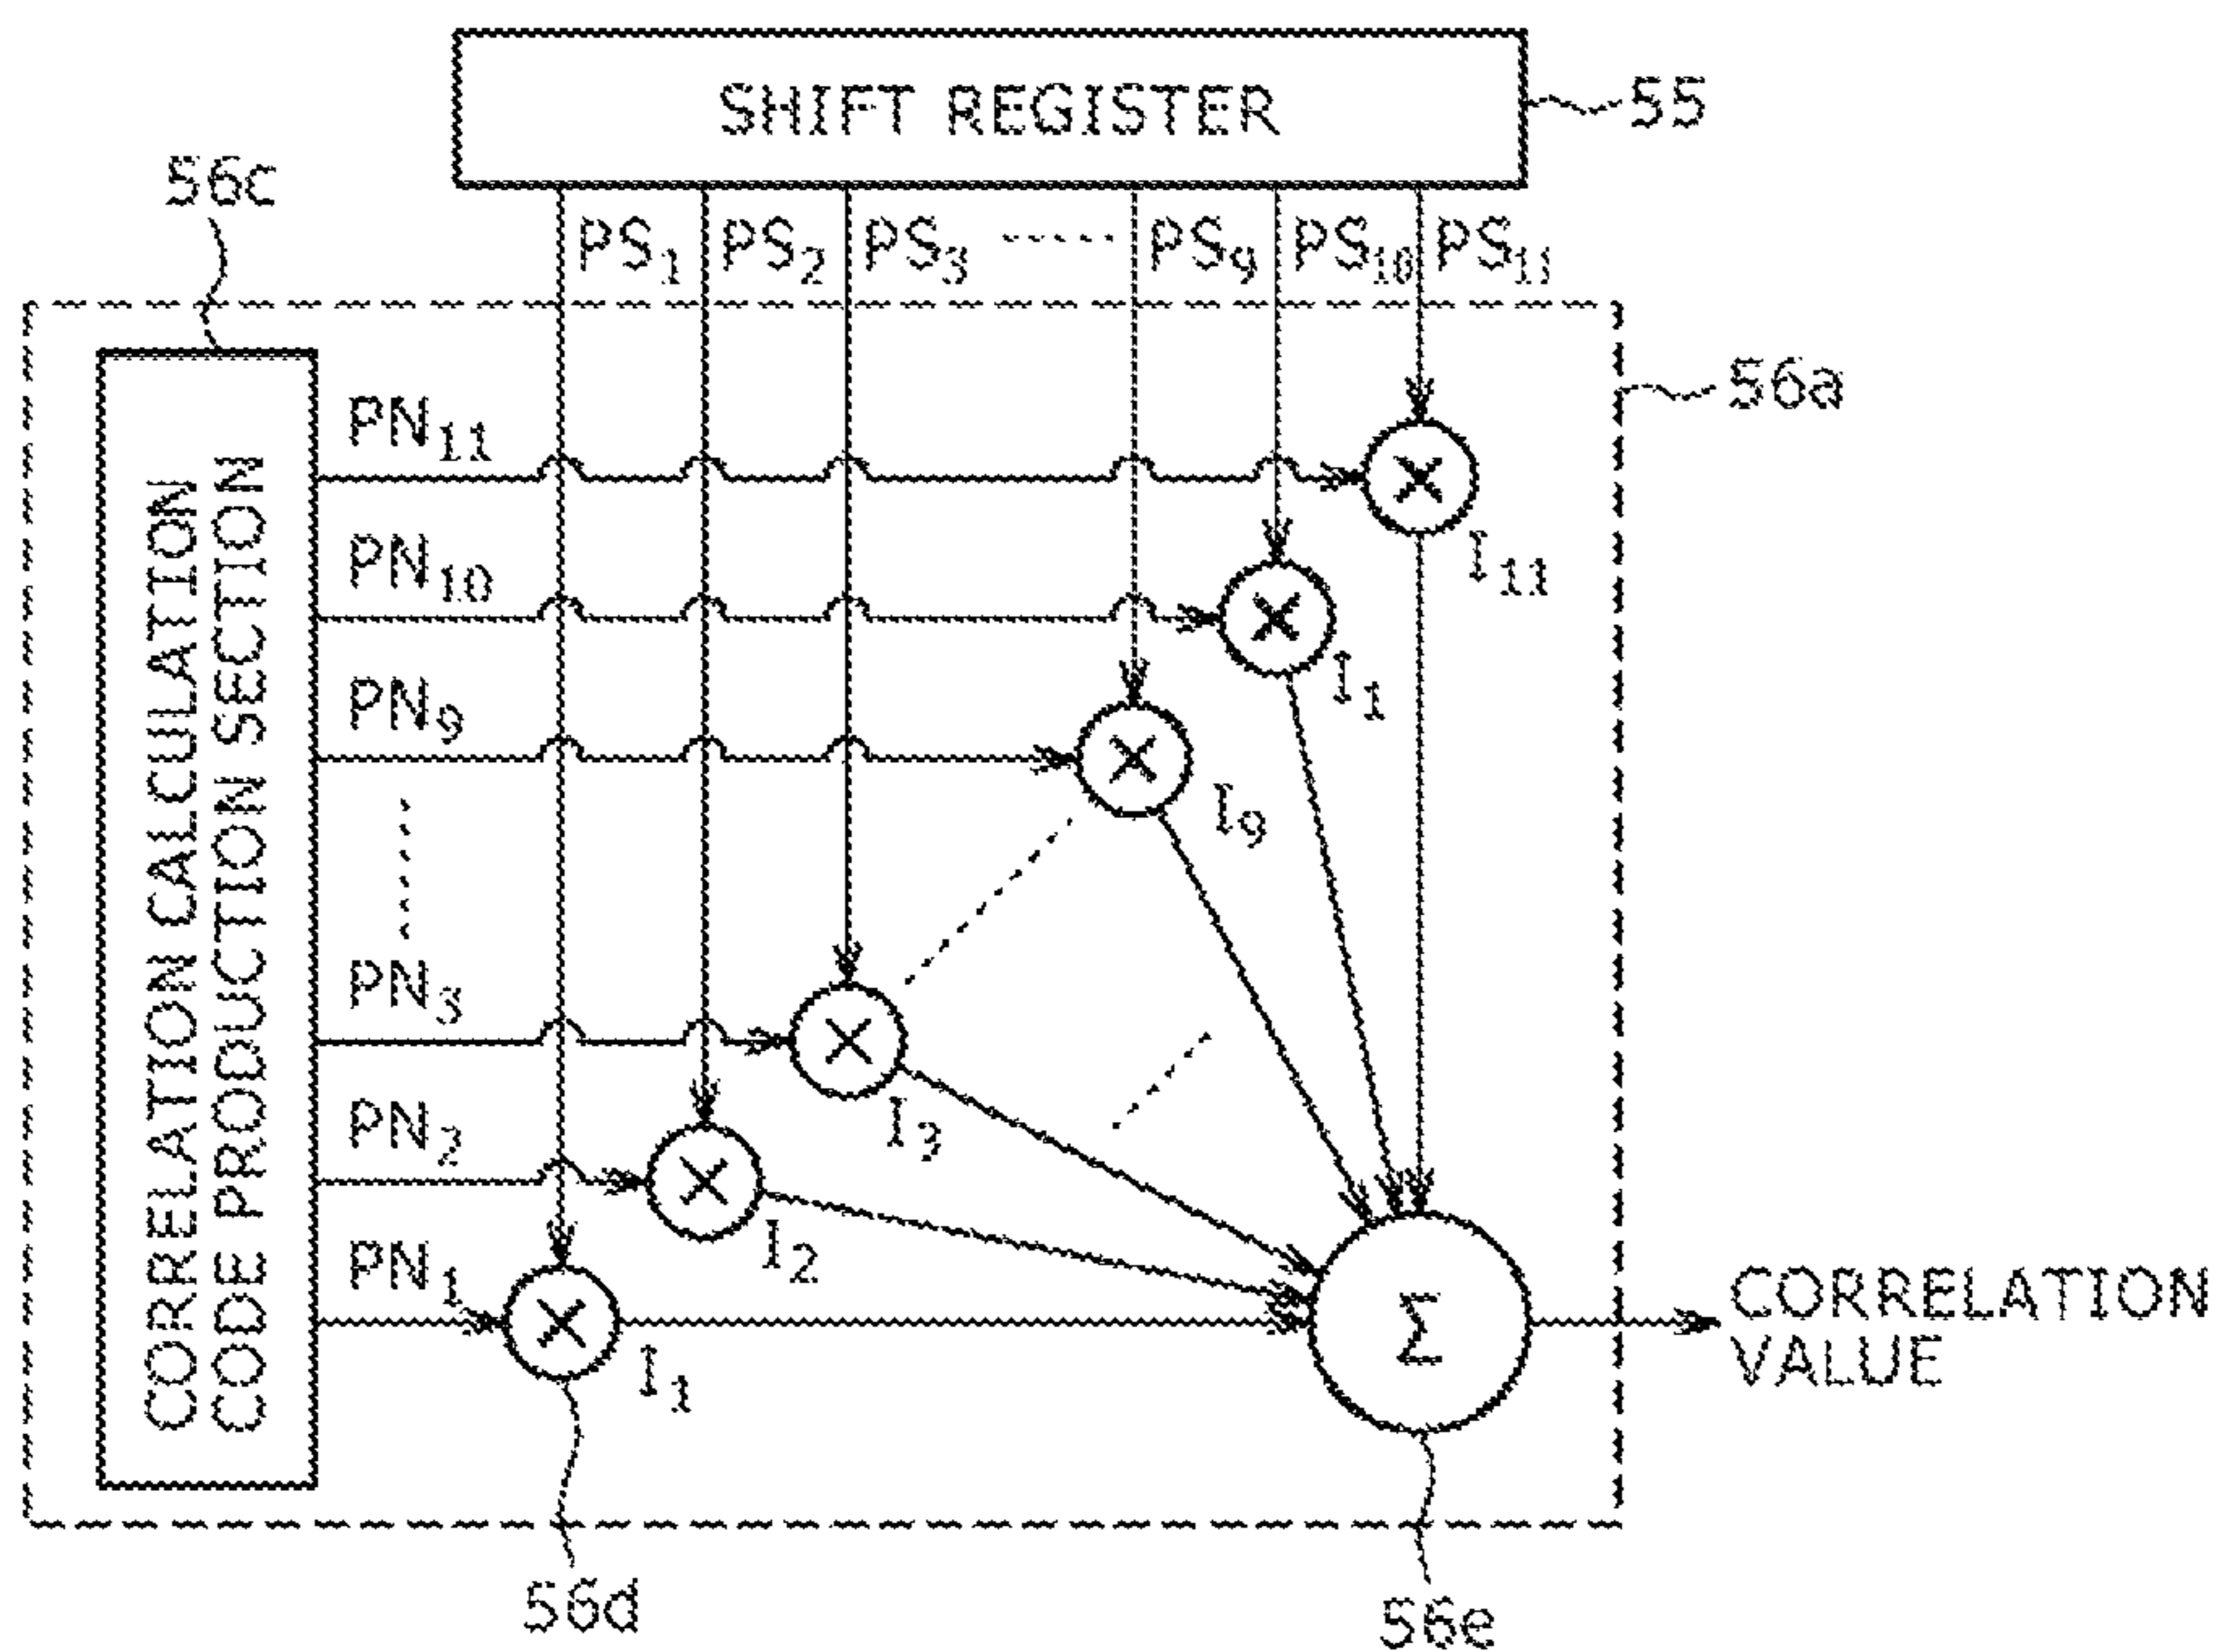 SHIFT REGISTER
55
56c
PS1 PS2 PS3 PS9 PS10 PS11
56a
PN11
I11
PN10
I1
PN9
I9
PN3
I3
PN2
I2
PN1
I1
CORRELATION CALCULATION
CODE PRODUCTION SECTION
Σ
CORRELATION
VALUE
56d
56e